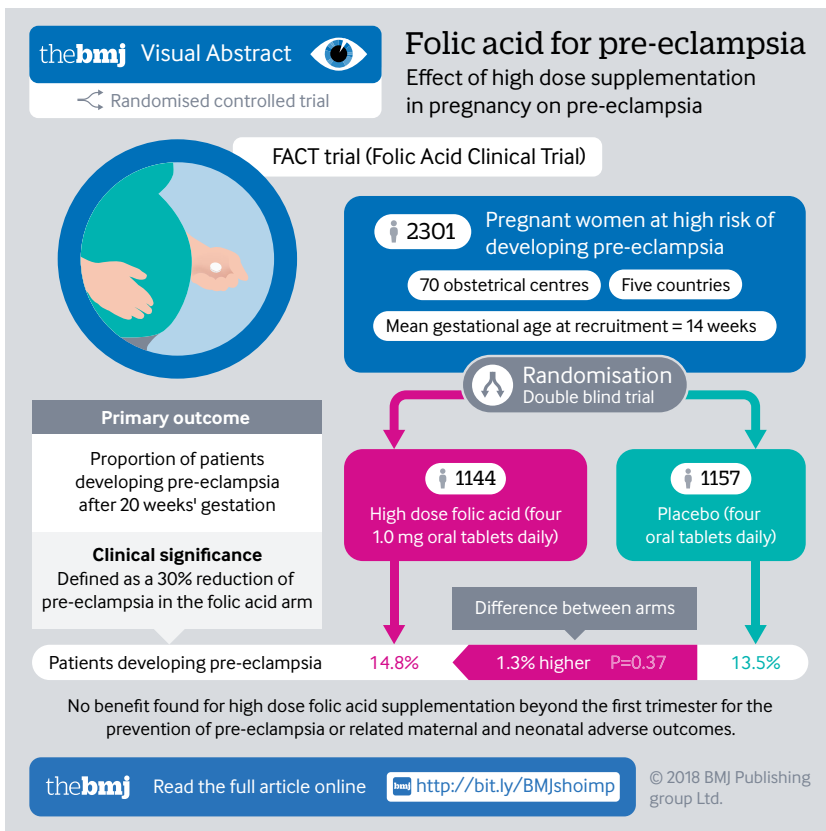 thebmj Visual Abstract
Randomised controlled trial
Folic acid for pre-eclampsia
Effect of high dose supplementation
in pregnancy on pre-eclampsia
FACT trial (Folic Acid Clinical Trial)
2301
Pregnant women at high risk of
developing pre-eclampsia
70 obstetrical centres
Five countries
Mean gestational age at recruitment = 14 weeks
Randomisation
Double blind trial
Primary outcome
Proportion of patients
developing pre-eclampsia
after 20 weeks' gestation
Clinical significance
Defined as a 30% reduction of
pre-eclampsia in the folic acid arm
1144
High dose folic acid (four
1.0 mg oral tablets daily)
1157
Placebo (four
oral tablets daily)
Difference between arms
Patients developing pre-eclampsia
14.8%
1.3% higher P=0.37
13.5%
No benefit found for high dose folic acid supplementation beyond the first trimester for the
prevention of pre-eclampsia or related maternal and neonatal adverse outcomes.
thebmj Read the full article online
bmj http://bit.ly/BMJshoimp
© 2018 BMJ Publishing
group Ltd.